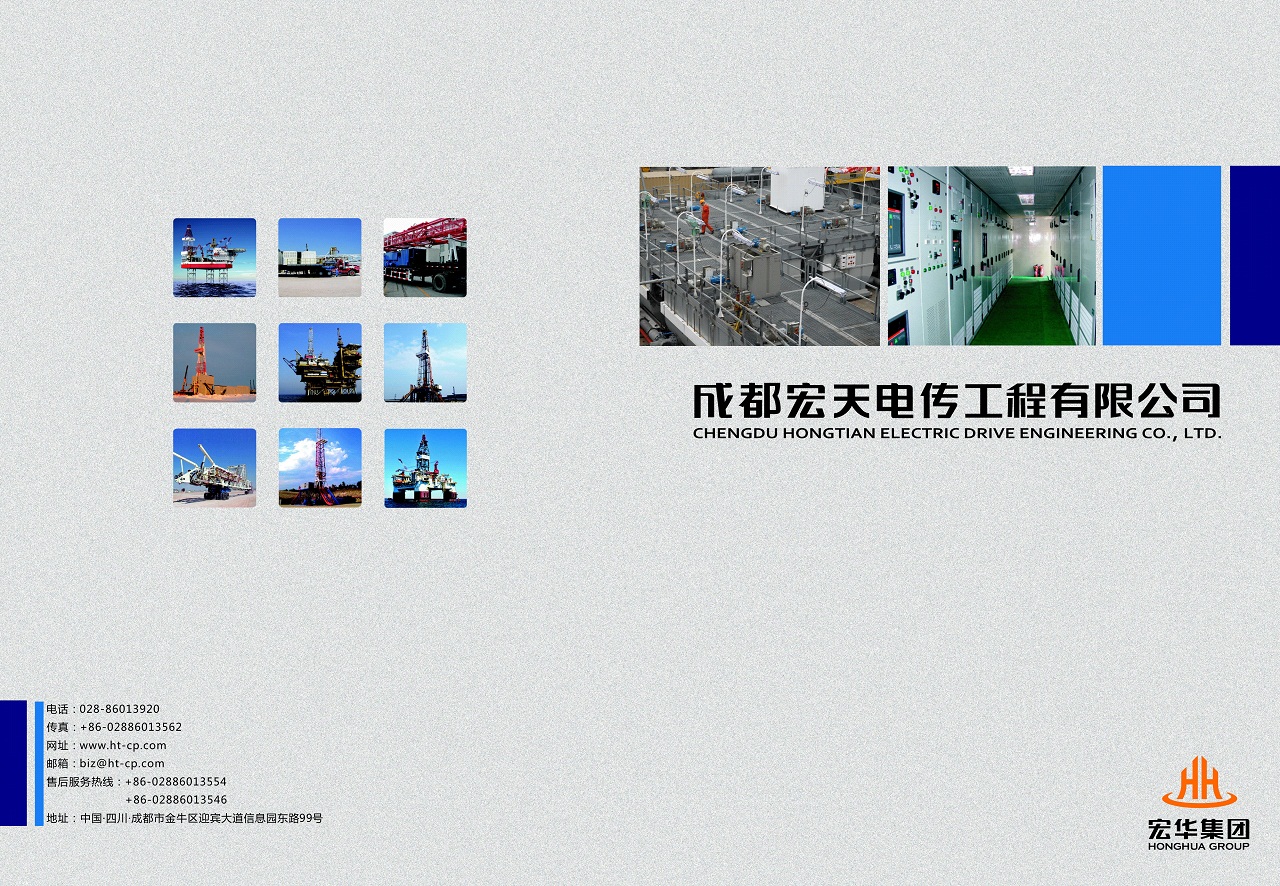 成都宏天电传工程有限公司
CHENGDU HONGTIAN ELECTRIC DRIVE ENGINEERING CO., LTD.
电话：028-86013920
传真：+86-02886013562
网址：www.ht-cp.com
邮箱：biz@ht-cp.com
售后服务热线：+86-02886013554
+86-02886013546
地址：中国·四川·成都市金牛区迎宾大道信息园东路99号
宏华集团
HONGHUA GROUP